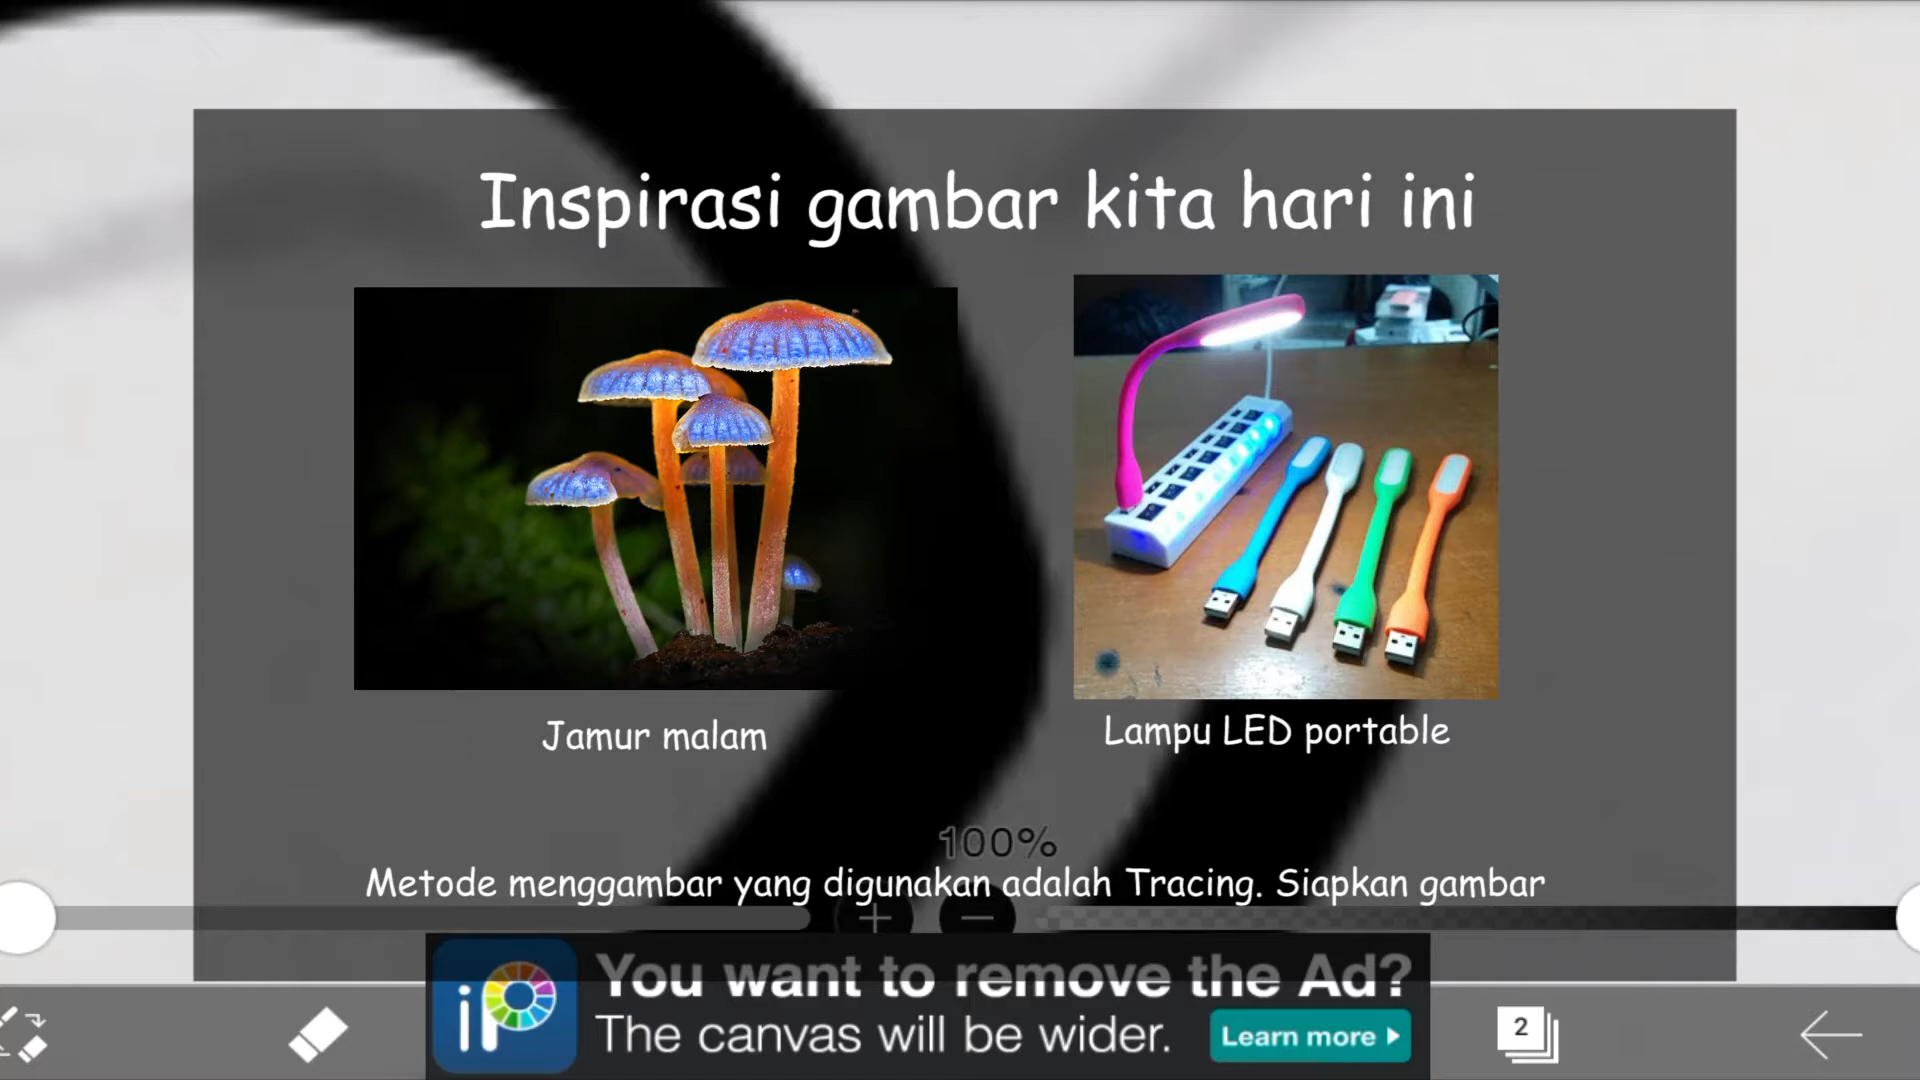 Inspirasi gambar kita hari ini
Jamur malam
Lampu LED portable
100%
Metode menggambar yang digunakan adalah Tracing. Siapkan gambar
iP
You want to remove the Ad?
The canvas will be wider.
Learn more
2